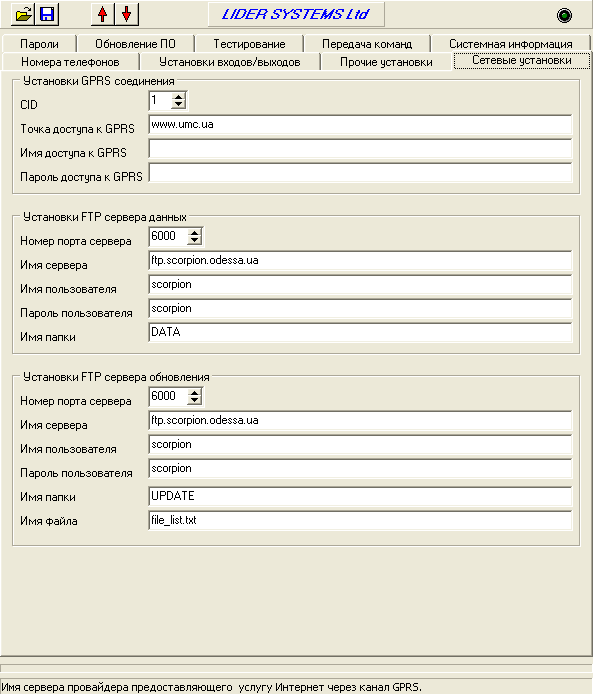 LIDER SYSTEMS Ltd
Пароли Обновление ПО Тестирование Передача команд Системная информация
Номера телефонов Установки входов/выходов Прочие установки Сетевые установки
Установки GPRS соединения
CID 1
Точка доступа к GPRS www.umc.ua
Имя доступа к GPRS
Пароль доступа к GPRS
Установки FTP сервера данных
Номер порта сервера 6000
Имя сервера ftp.scorpion.odessa.ua
Имя пользователя scorpion
Пароль пользователя scorpion
Имя папки DATA
Установки FTP сервера обновления
Номер порта сервера 6000
Имя сервера ftp.scorpion.odessa.ua
Имя пользователя scorpion
Пароль пользователя scorpion
Имя папки UPDATE
Имя файла file_list.txt
Имя сервера провайдера предоставляющего услугу Интернет через канал GPRS.